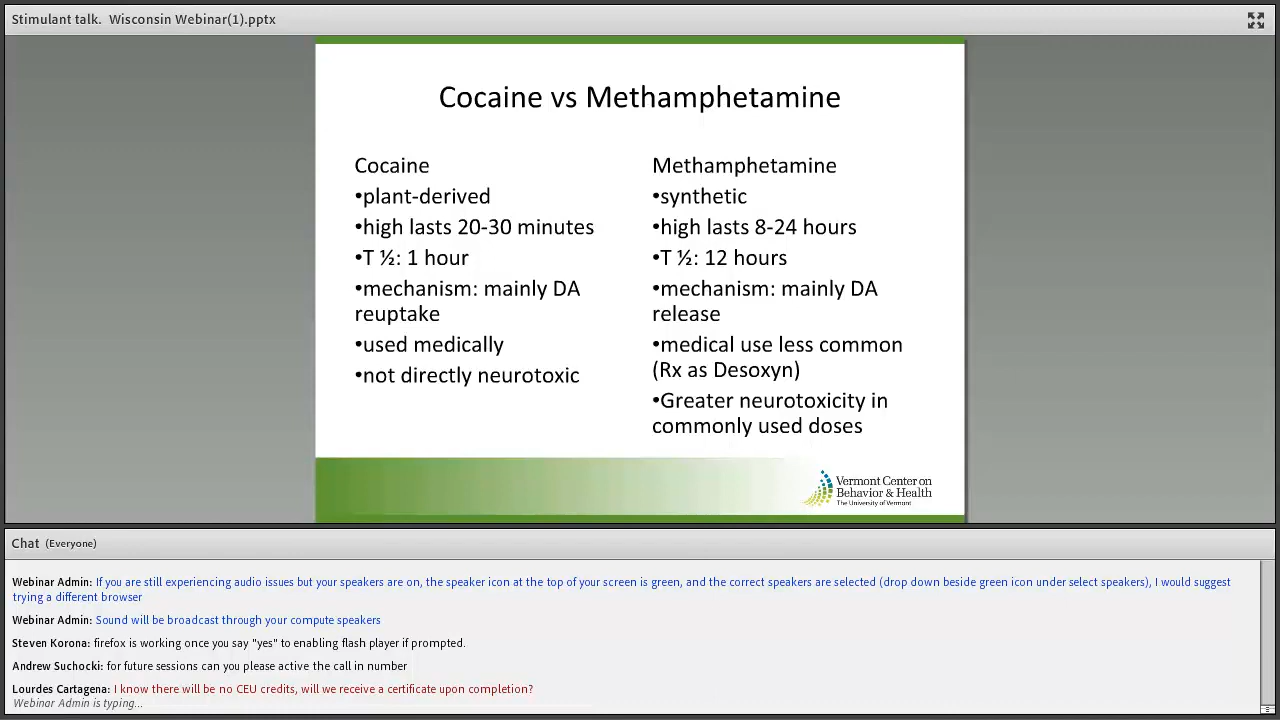 Stimulant talk.  Wisconsin Webinar(1).pptx
Cocaine vs Methamphetamine
Cocaine
•plant-derived
•high lasts 20-30 minutes
•T ½: 1 hour
•mechanism: mainly DA
reuptake
•used medically
•not directly neurotoxic
Methamphetamine
•synthetic
•high lasts 8-24 hours
•T ½: 12 hours
•mechanism: mainly DA
release
•medical use less common
(Rx as Desoxyn)
•Greater neurotoxicity in
commonly used doses
Vermont Center on
Behavior & Health
The University of Vermont
Chat (Everyone)
Webinar Admin: If you are still experiencing audio issues but your speakers are on, the speaker icon at the top of your screen is green, and the correct speakers are selected (drop down beside green icon under select speakers), I would suggest
trying a different browser
Webinar Admin: Sound will be broadcast through your compute speakers
Steven Korona: firefox is working once you say "yes" to enabling flash player if prompted.
Andrew Suchocki: for future sessions can you please active the call in number
Lourdes Cartagena: I know there will be no CEU credits, will we receive a certificate upon completion?
Webinar Admin is typing...